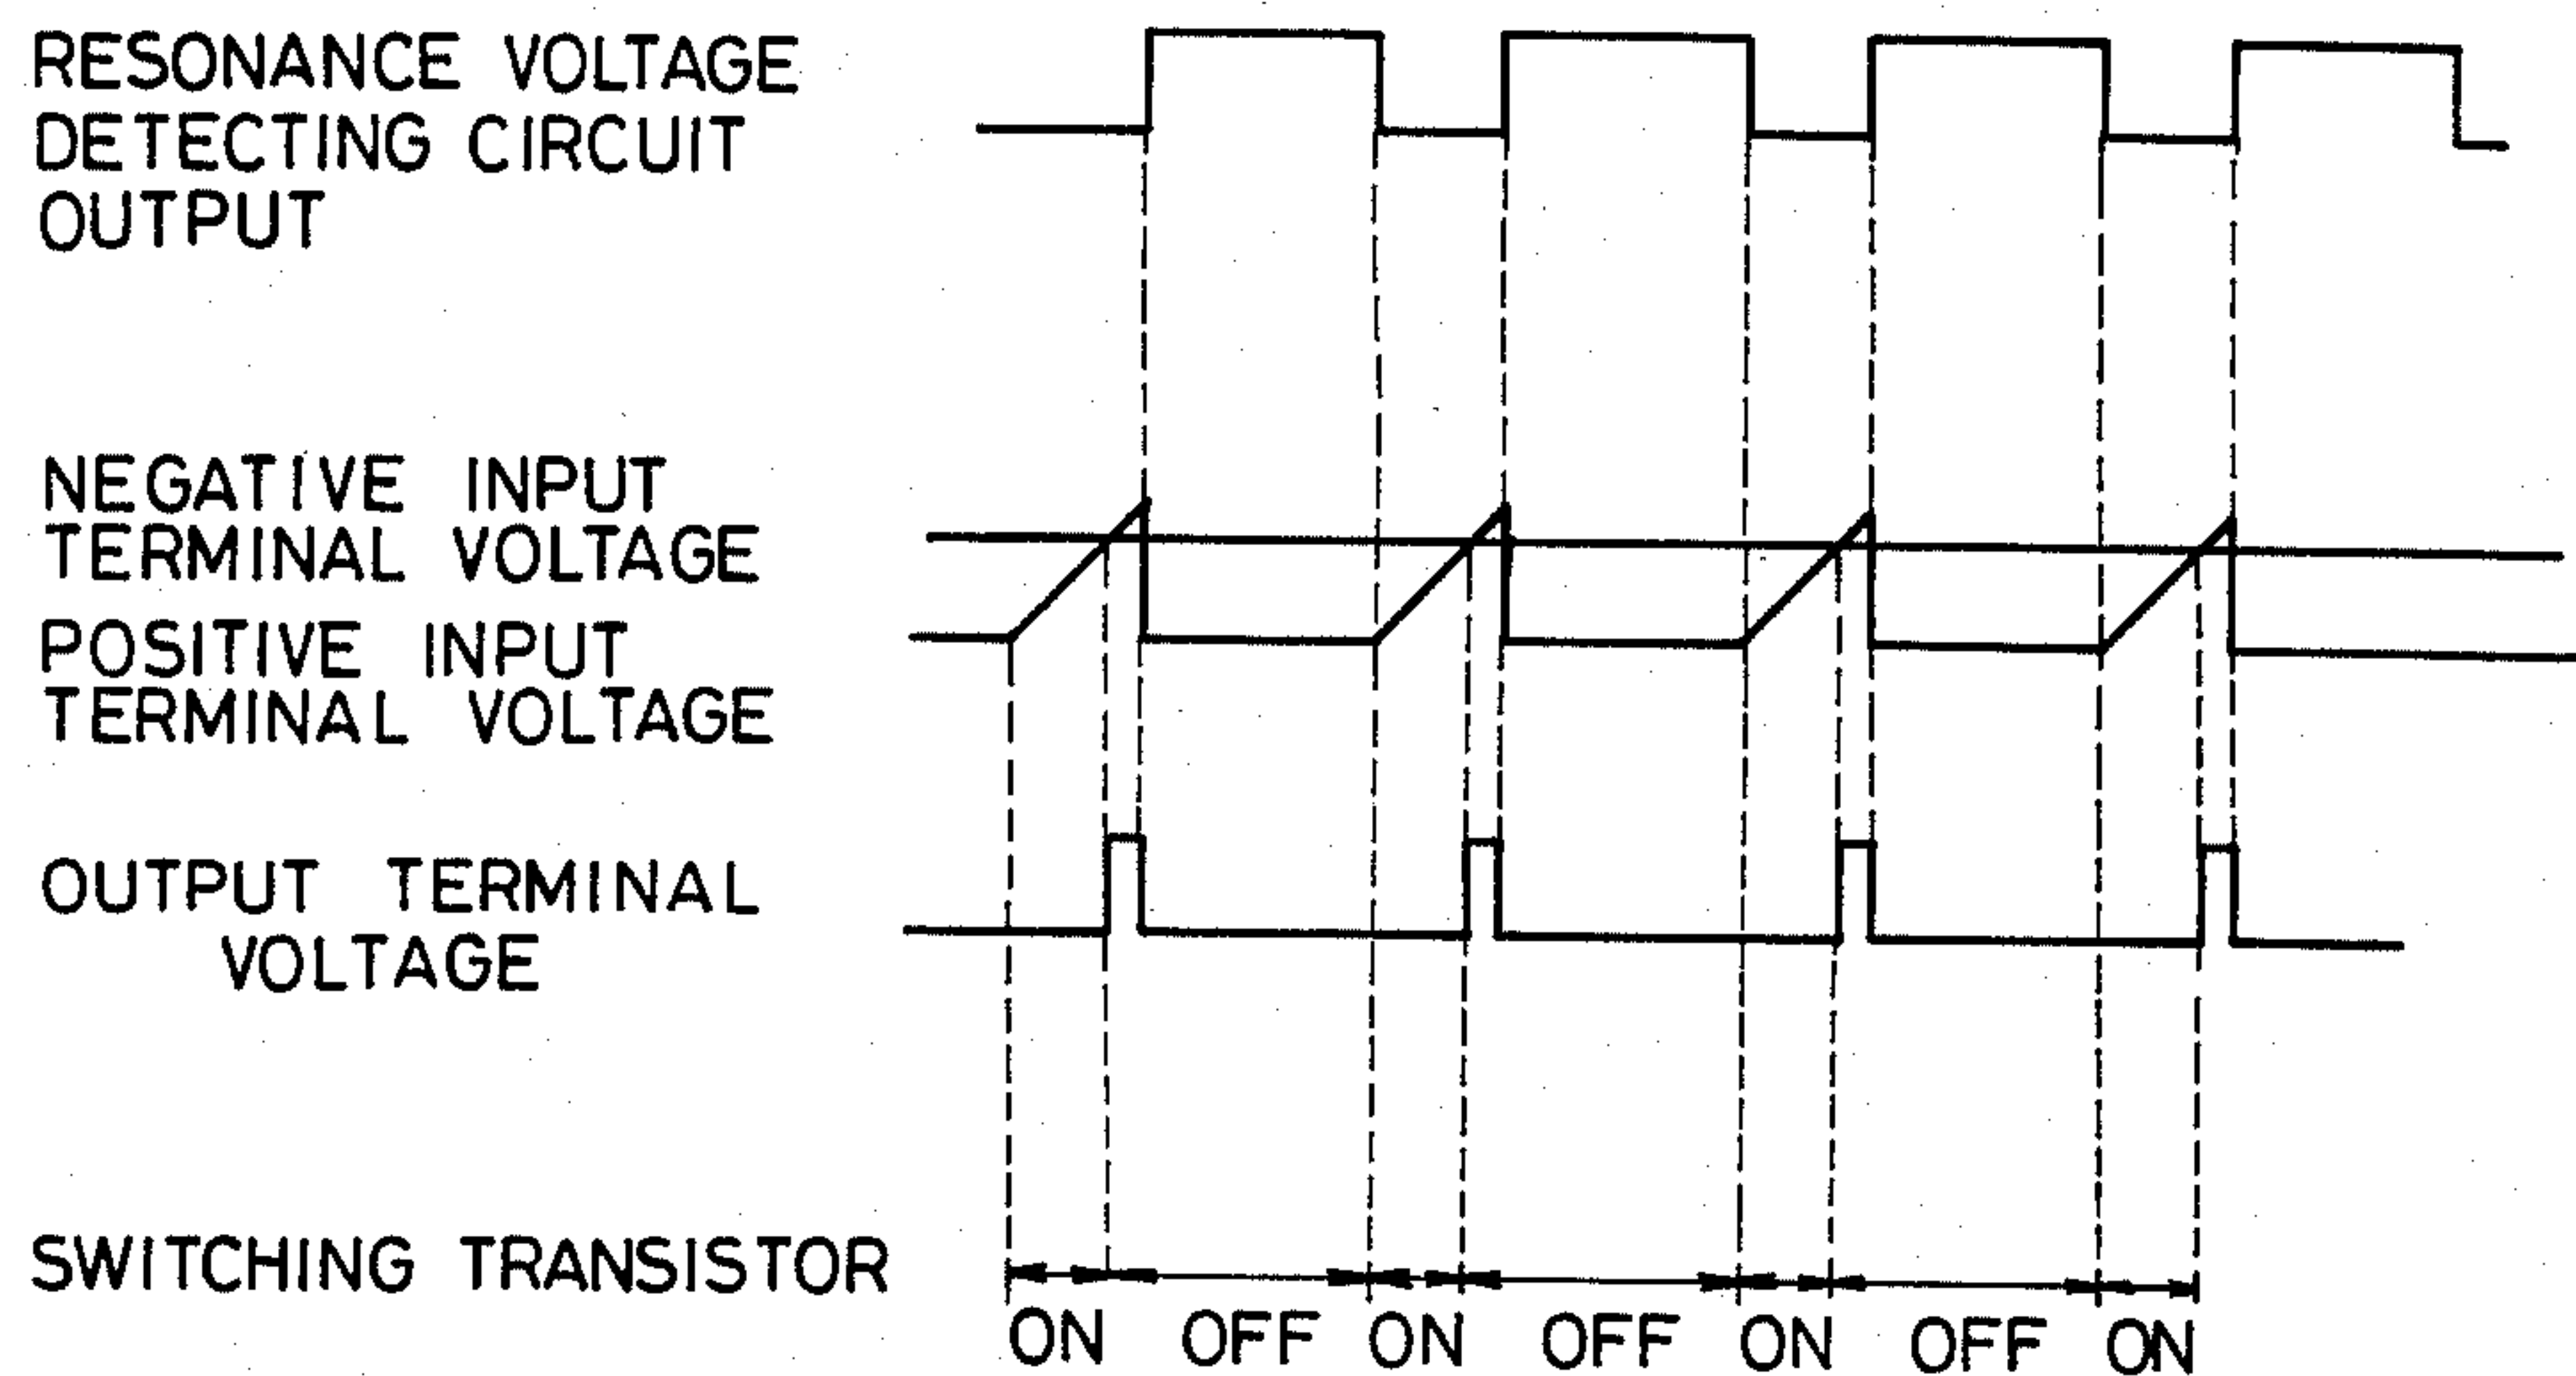 RESONANCE VOLTAGE
DETECTING CIRCUIT
OUTPUT
NEGATIVE INPUT
TERMINAL VOLTAGE
POSITIVE INPUT
TERMINAL VOLTAGE
OUTPUT TERMINAL
VOLTAGE
SWITCHING TRANSISTOR
ON OFF ON OFF ON OFF ON